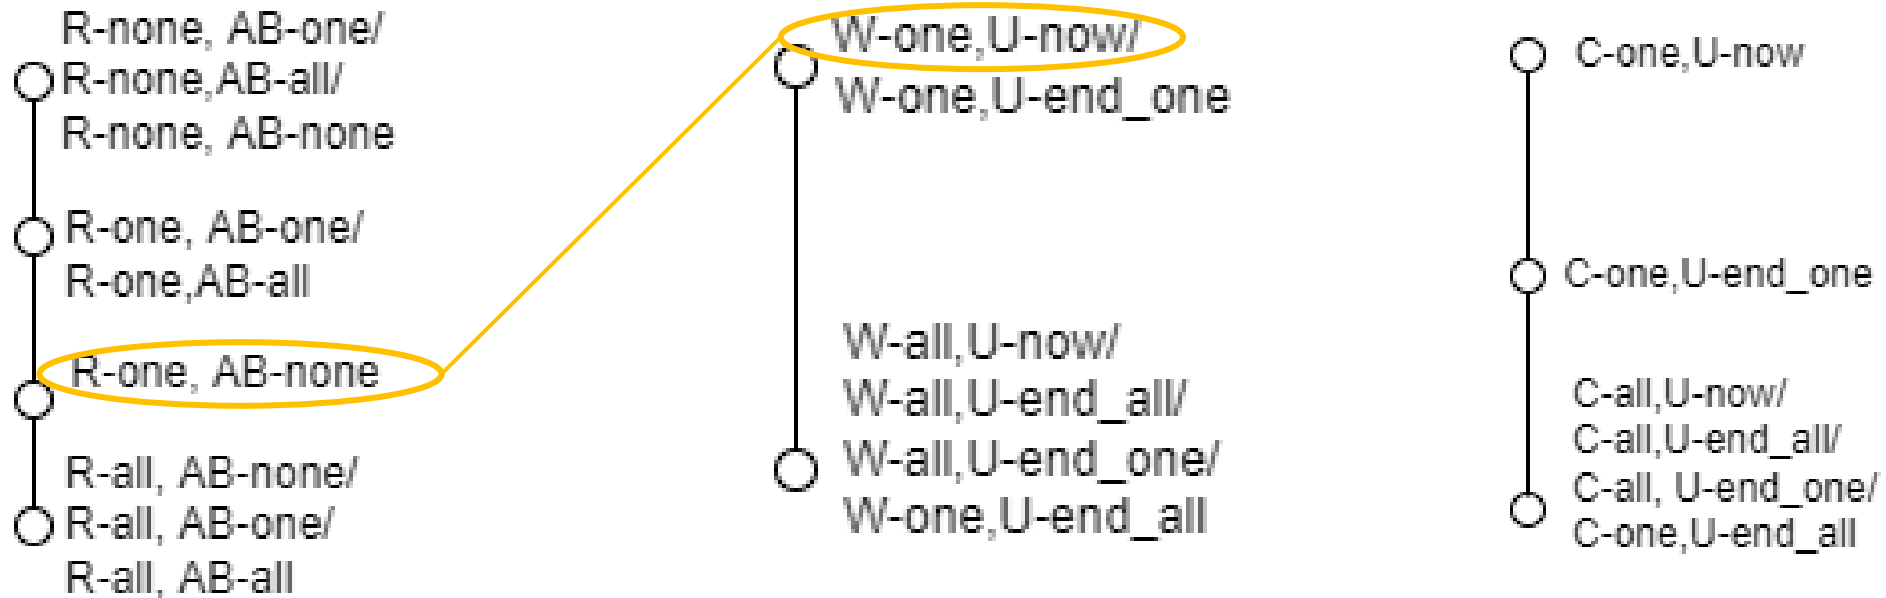 R-none, AB-one/
R-none,AB-all/
R-none, AB-none
R-one, AB-one/
R-one,AB-all
R-one, AB-none
R-all, AB-none/
R-all, AB-one/
R-all, AB-all
W-one,U-now/
W-one,U-end_one
W-all,U-now/
W-all,U-end_all/
W-all,U-end_one/
W-one,U-end_all
C-one,U-now
C-one,U-end_one
C-all,U-now/
C-all,U-end_all/
C-all, U-end_one/
C-one,U-end_all